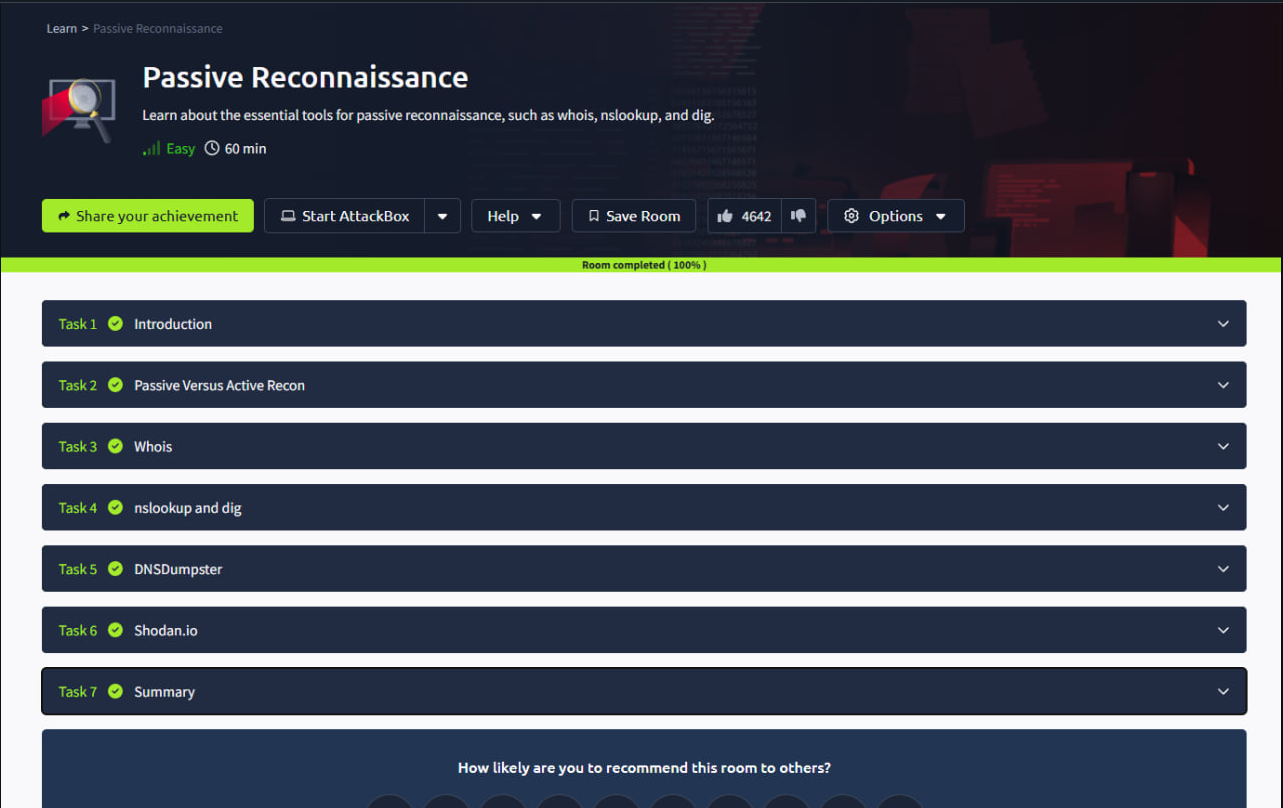 Learn > Passive Reconnaissance
Passive Reconnaissance
Learn about the essential tools for passive reconnaissance, such as whois, nslookup, and dig.
Easy 60 min
Share your achievement Start AttackBox Help Save Room 4642 Options
Room completed ( 100% )
Task 1 Introduction
Task 2 Passive Versus Active Recon
Task 3 Whois
Task 4 nslookup and dig
Task 5 DNSDumpster
Task 6 Shodan.io
Task 7 Summary
How likely are you to recommend this room to others?